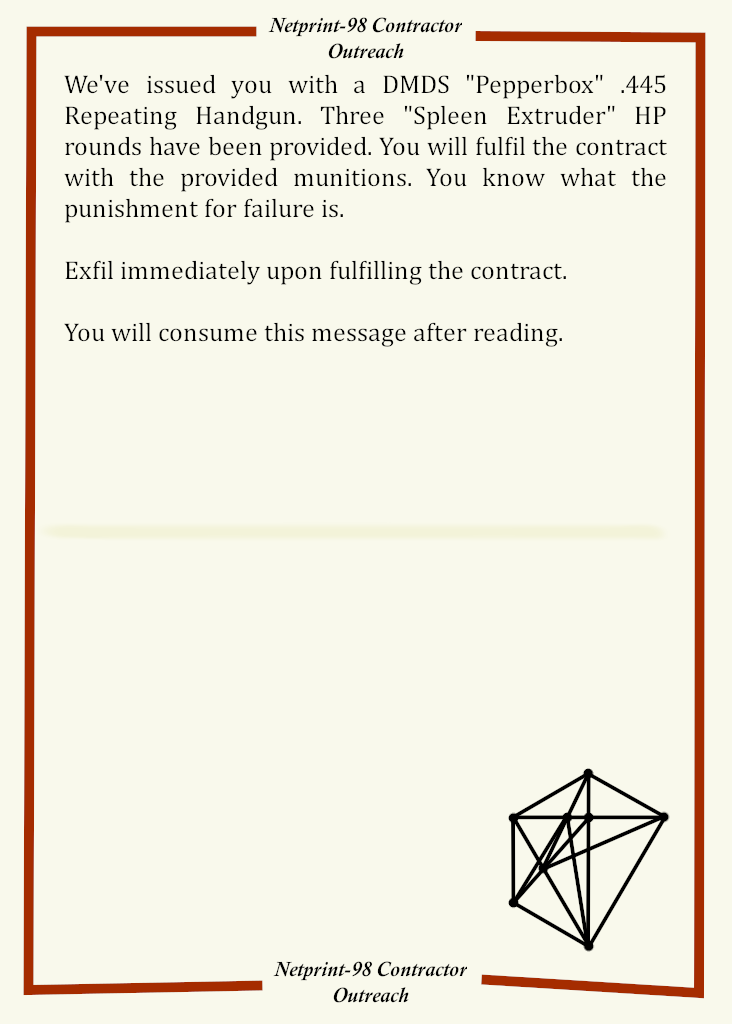 Netprint-98 Contractor
Outreach
We've issued you with a DMDS "Pepperbox" .445
Repeating Handgun. Three "Spleen Extruder" HP
rounds have been provided. You will fulfil the contract
with the provided munitions. You know what the
punishment for failure is.
Exfil immediately upon fulfilling the contract.
You will consume this message after reading.
Netprint-98 Contractor
Outreach